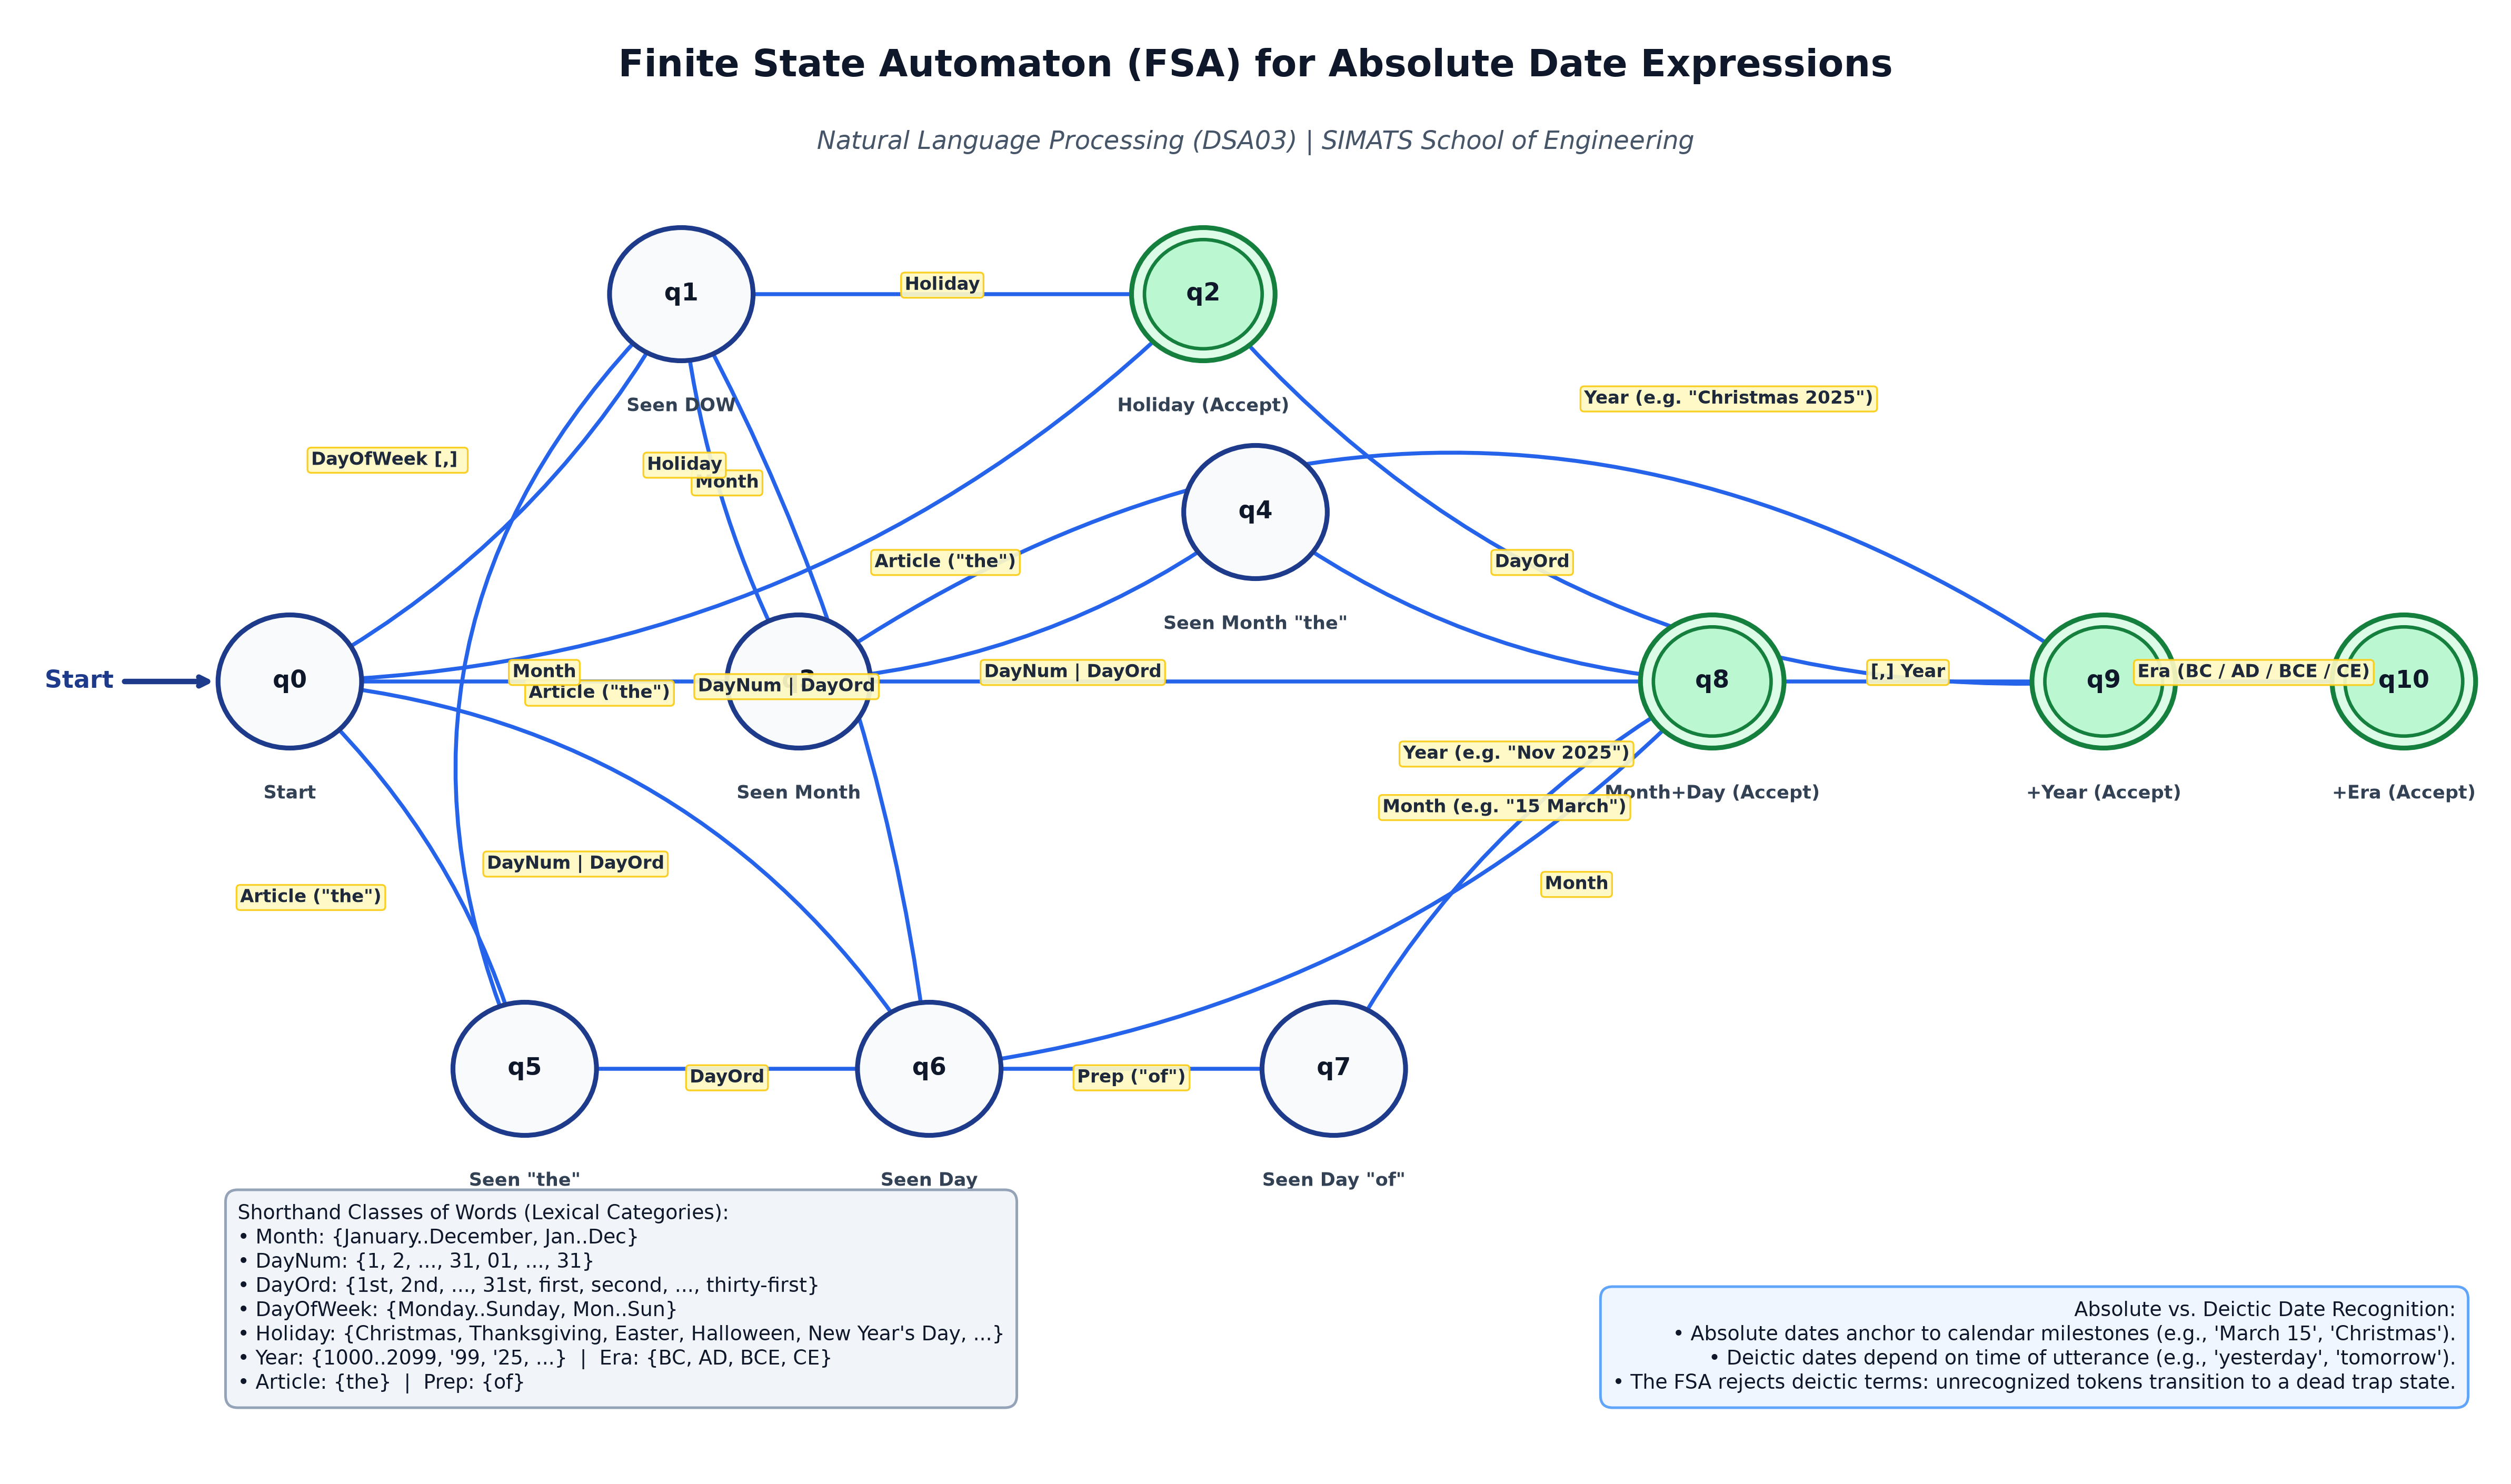 Finite State Automaton (FSA) for Absolute Date Expressions
Natural Language Processing (DSA03) | SIMATS School of Engineering
q1
Holiday
q2
Seen DOW
Holiday (Accept)
Year (e.g. "Christmas 2025")
DayOfWeek [,]
Holiday
Month
q4
Article ("the")
DayOrd
Seen Month "the"
Start
q0
Month
Article ("the")
DayNum | DayOrd
DayNum | DayOrd
q8
[,] Year
q9
Era (BC / AD / BCE / CE)
q10
Year (e.g. "Nov 2025")
Start
Seen Month
Month+Day (Accept)
+Year (Accept)
+Era (Accept)
Month (e.g. "15 March")
DayNum | DayOrd
Article ("the")
Month
q5
DayOrd
q6
Prep ("of")
q7
Seen "the"
Seen Day
Seen Day "of"
Shorthand Classes of Words (Lexical Categories):
• Month: {January..December, Jan..Dec}
• DayNum: {1, 2, ..., 31, 01, ..., 31}
• DayOrd: {1st, 2nd, ..., 31st, first, second, ..., thirty-first}
• DayOfWeek: {Monday..Sunday, Mon..Sun}
• Holiday: {Christmas, Thanksgiving, Easter, Halloween, New Year's Day, ...}
• Year: {1000..2099, '99, '25, ...} | Era: {BC, AD, BCE, CE}
• Article: {the} | Prep: {of}
Absolute vs. Deictic Date Recognition:
• Absolute dates anchor to calendar milestones (e.g., 'March 15', 'Christmas').
• Deictic dates depend on time of utterance (e.g., 'yesterday', 'tomorrow').
• The FSA rejects deictic terms: unrecognized tokens transition to a dead trap state.